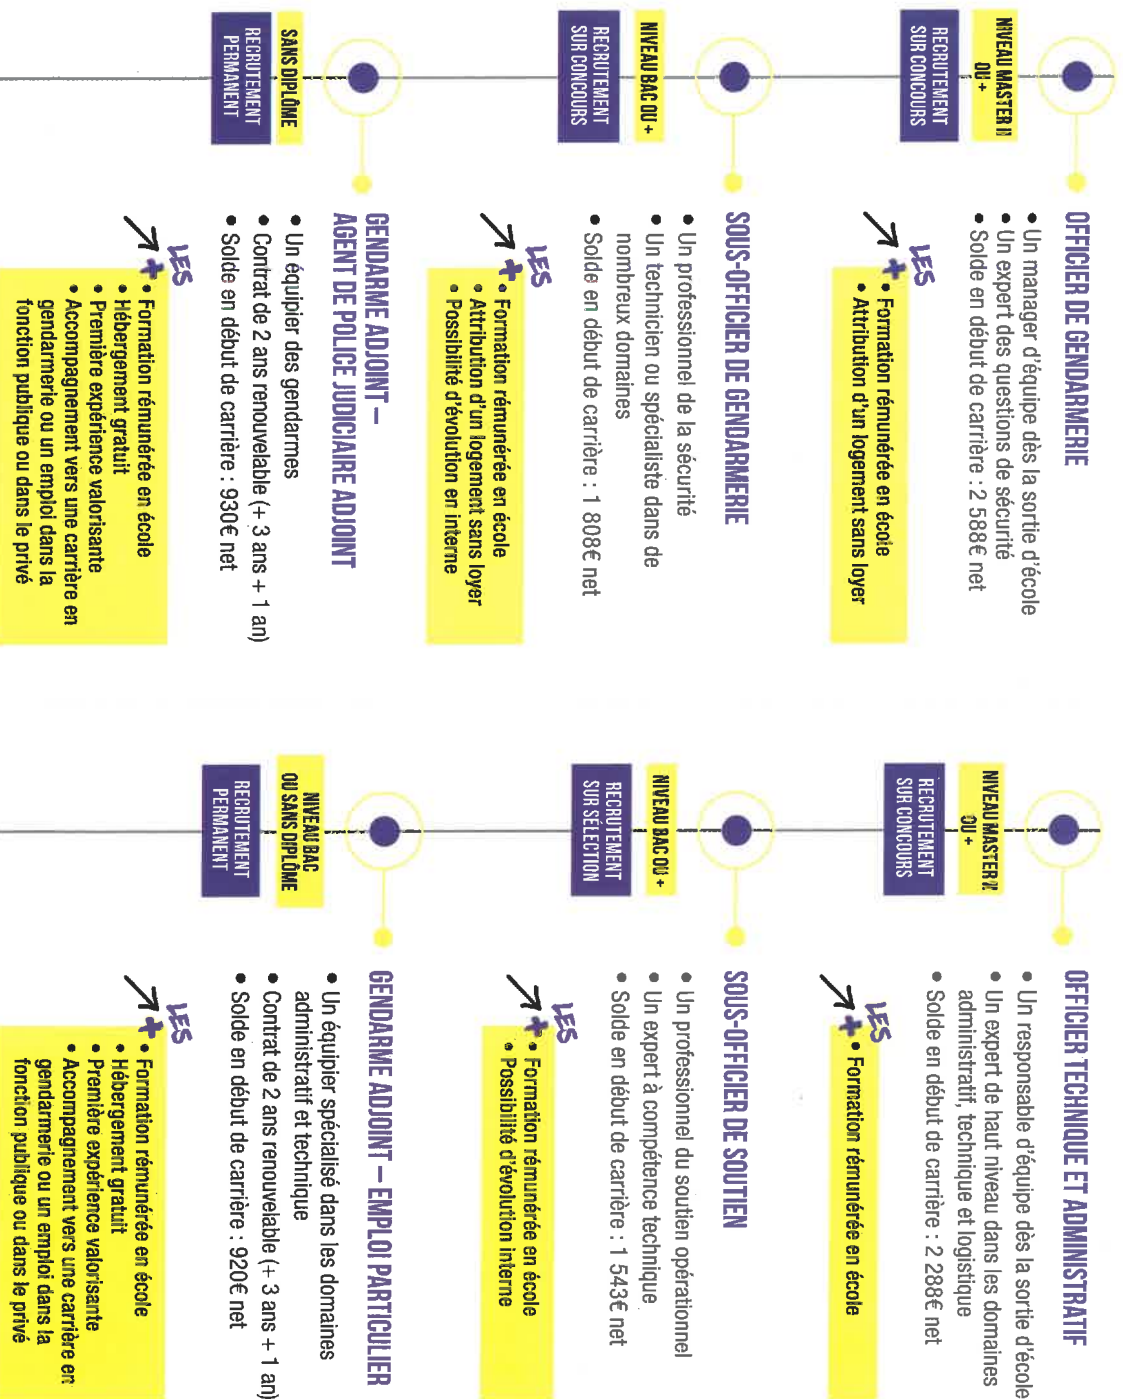 NIVEAU MASTER II
OU +
RECRUTEMENT
SUR CONCOURS
OFFICIER DE GENDARMERIE
• Un manager d'équipe dès la sortie d'école
• Un expert des questions de sécurité
• Solde en début de carrière : 2 588€ net
LES
+
• Formation rémunérée en école
• Attribution d'un logement sans loyer
NIVEAU BAC OU +
RECRUTEMENT
SUR CONCOURS
SOUS-OFFICIER DE GENDARMERIE
• Un professionnel de la sécurité
• Un technicien ou spécialiste dans de
nombreux domaines
• Solde en début de carrière : 1 808€ net
LES
+
• Formation rémunérée en école
• Attribution d'un logement sans loyer
• Possibilité d'évolution en interne
SANS DIPLÔME
RECRUTEMENT
PERMANENT
GENDARME ADJOINT –
AGENT DE POLICE JUDICIAIRE ADJOINT
• Un équipier des gendarmes
• Contrat de 2 ans renouvelable (+ 3 ans + 1 an)
• Solde en début de carrière : 930€ net
LES
+
• Formation rémunérée en école
• Hébergement gratuit
• Première expérience valorisante
• Accompagnement vers une carrière en
gendarmerie ou un emploi dans la
fonction publique ou dans le privé
NIVEAU MASTER II
OU +
RECRUTEMENT
SUR CONCOURS
OFFICIER TECHNIQUE ET ADMINISTRATIF
• Un responsable d'équipe dès la sortie d'école
• Un expert de haut niveau dans les domaines
administratif, technique et logistique
• Solde en début de carrière : 2 288€ net
LES
+
• Formation rémunérée en école
NIVEAU BAC OU +
RECRUTEMENT
SUR SÉLECTION
SOUS-OFFICIER DE SOUTIEN
• Un professionnel du soutien opérationnel
• Un expert à compétence technique
• Solde en début de carrière : 1 543€ net
LES
+
• Formation rémunérée en école
• Possibilité d'évolution interne
NIVEAU BAC
OU SANS DIPLÔME
RECRUTEMENT
PERMANENT
GENDARME ADJOINT – EMPLOI PARTICULIER
• Un équipier spécialisé dans les domaines
administratif et technique
• Contrat de 2 ans renouvelable (+ 3 ans + 1 an)
• Solde en début de carrière : 920€ net
LES
+
• Formation rémunérée en école
• Hébergement gratuit
• Première expérience valorisante
• Accompagnement vers une carrière en
gendarmerie ou un emploi dans la
fonction publique ou dans le privé